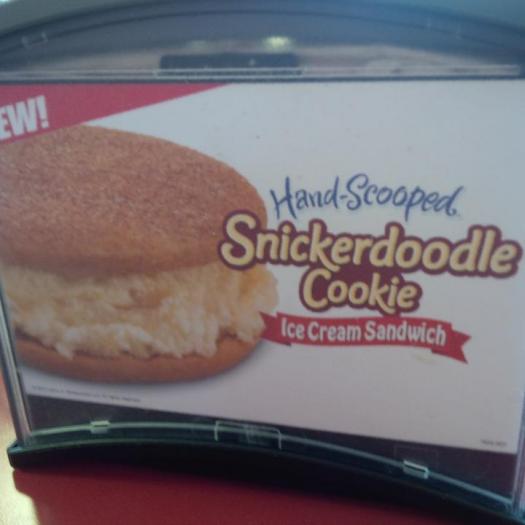 EW!
Hand-Scooped
Snickerdoodle
Cookie
Ice Cream Sandwich